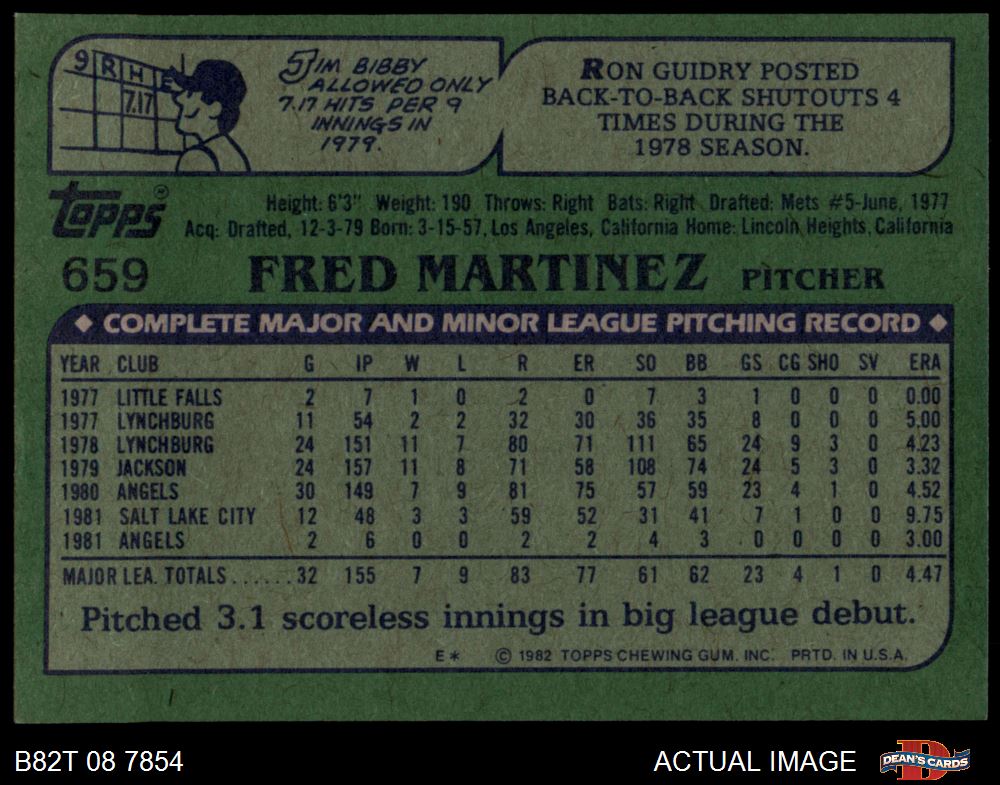 9 R H E
7.17
JIM BIBBY
ALLOWED ONLY
7.17 HITS PER 9
INNINGS IN
1979.
RON GUIDRY POSTED
BACK-TO-BACK SHUTOUTS 4
TIMES DURING THE
1978 SEASON.
Topps®
Height: 6'3" Weight: 190 Throws: Right Bats: Right Drafted: Mets #5-June, 1977
Acq: Drafted, 12-3-79 Born: 3-15-57, Los Angeles, California Home: Lincoln Heights, California
659 FRED MARTINEZ PITCHER
◆ COMPLETE MAJOR AND MINOR LEAGUE PITCHING RECORD ◆
YEAR CLUB G IP W L R ER SO BB GS CG SHO SV ERA
1977 LITTLE FALLS 2 7 1 0 2 0 7 3 1 0 0 0 0.00
1977 LYNCHBURG 11 54 2 2 32 30 36 35 8 0 0 0 5.00
1978 LYNCHBURG 24 151 11 7 80 71 111 65 24 9 3 0 4.23
1979 JACKSON 24 157 11 8 71 58 108 74 24 5 3 0 3.32
1980 ANGELS 30 149 7 9 81 75 57 59 23 4 1 0 4.52
1981 SALT LAKE CITY 12 48 3 3 59 52 31 41 7 1 0 0 9.75
1981 ANGELS 2 6 0 0 2 2 4 3 0 0 0 0 3.00
MAJOR LEA. TOTALS...... 32 155 7 9 83 77 61 62 23 4 1 0 4.47
Pitched 3.1 scoreless innings in big league debut.
E* © 1982 TOPPS CHEWING GUM. INC. PRTD. IN U.S.A.
B82T 08 7854 ACTUAL IMAGE D DEAN'S CARDS